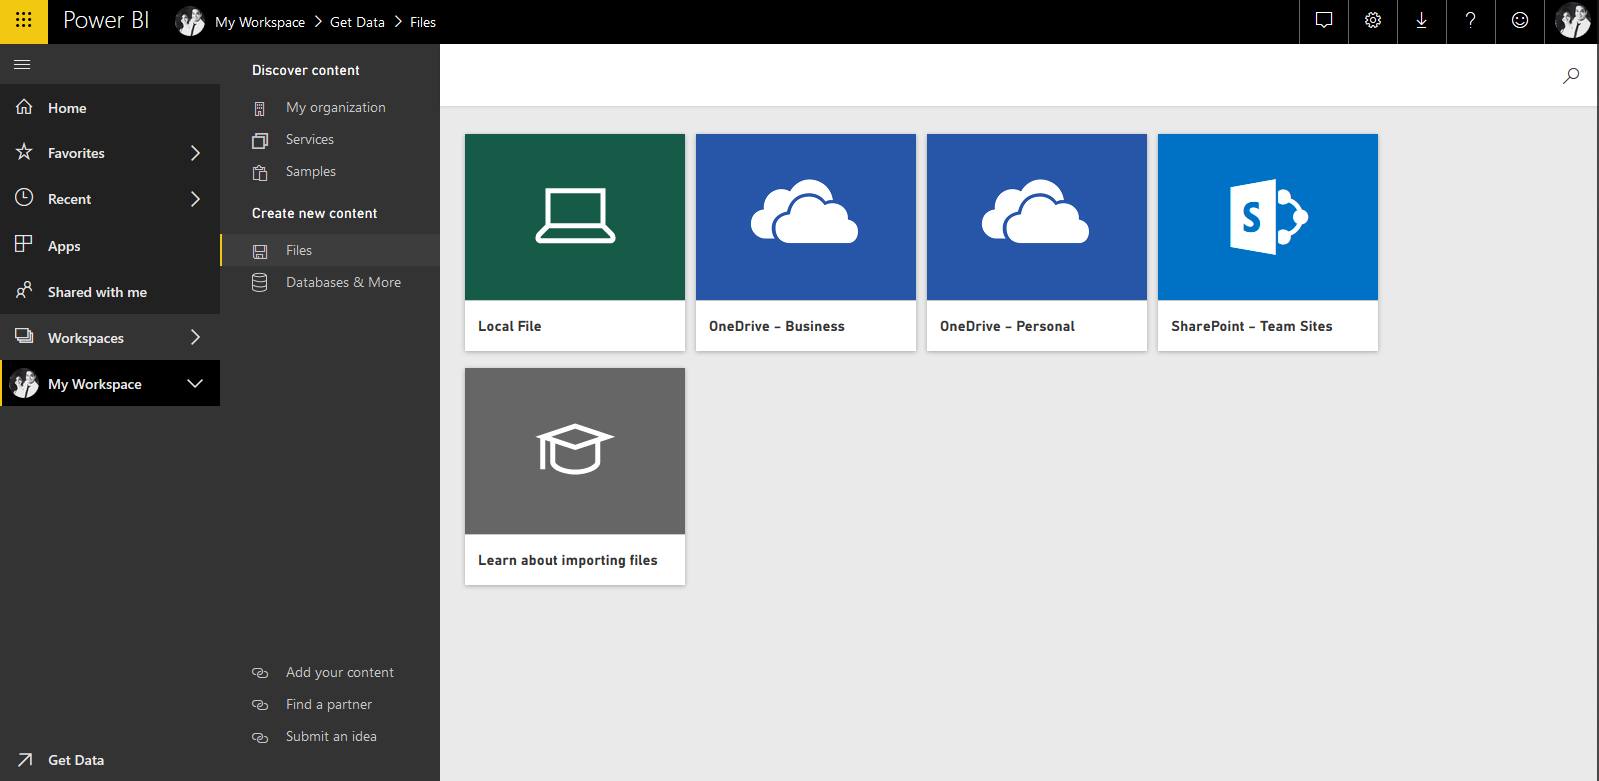 Power BI
My Workspace > Get Data > Files
?
Home
Favorites
Recent
Apps
Shared with me
Workspaces
My Workspace
Get Data
Discover content
My organization
Services
Samples
Create new content
Files
Databases & More
Add your content
Find a partner
Submit an idea
Local File
OneDrive – Business
OneDrive – Personal
S
SharePoint – Team Sites
Learn about importing files